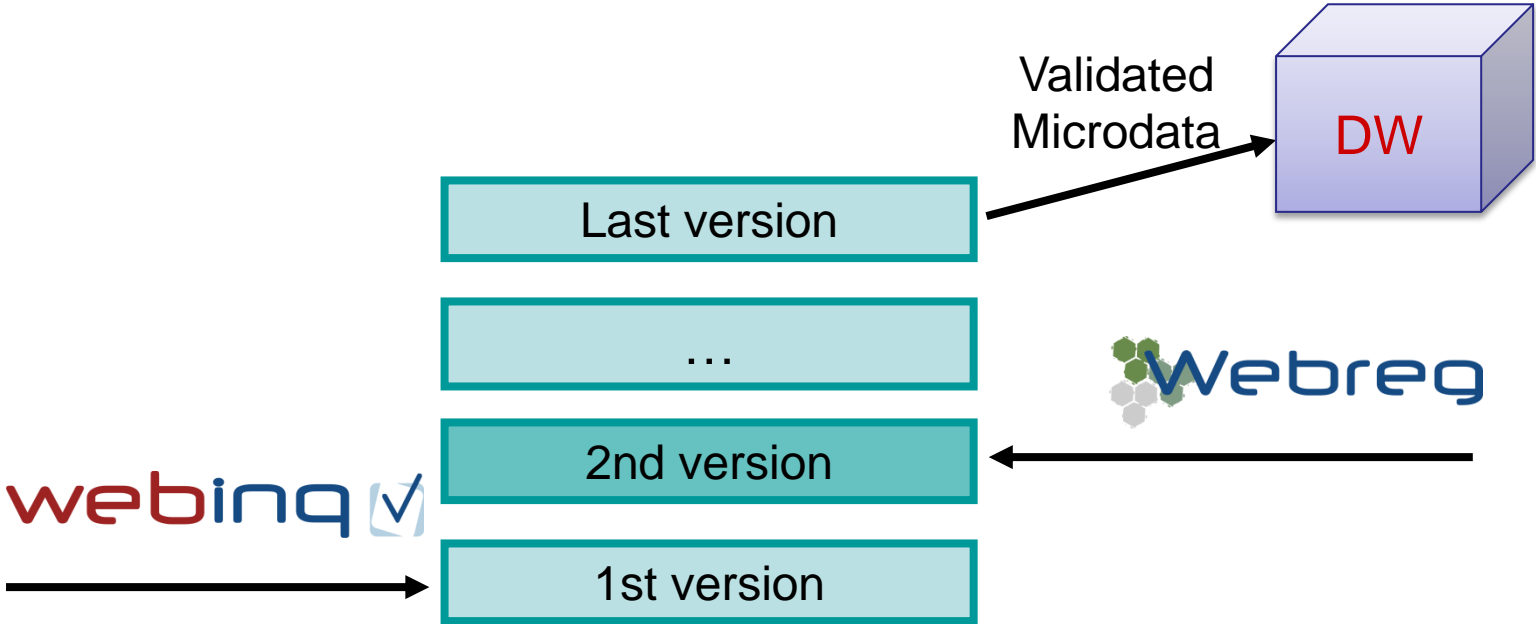 Validated
Microdata
DW
Last version
…
Webreg
2nd version
webinq
1st version